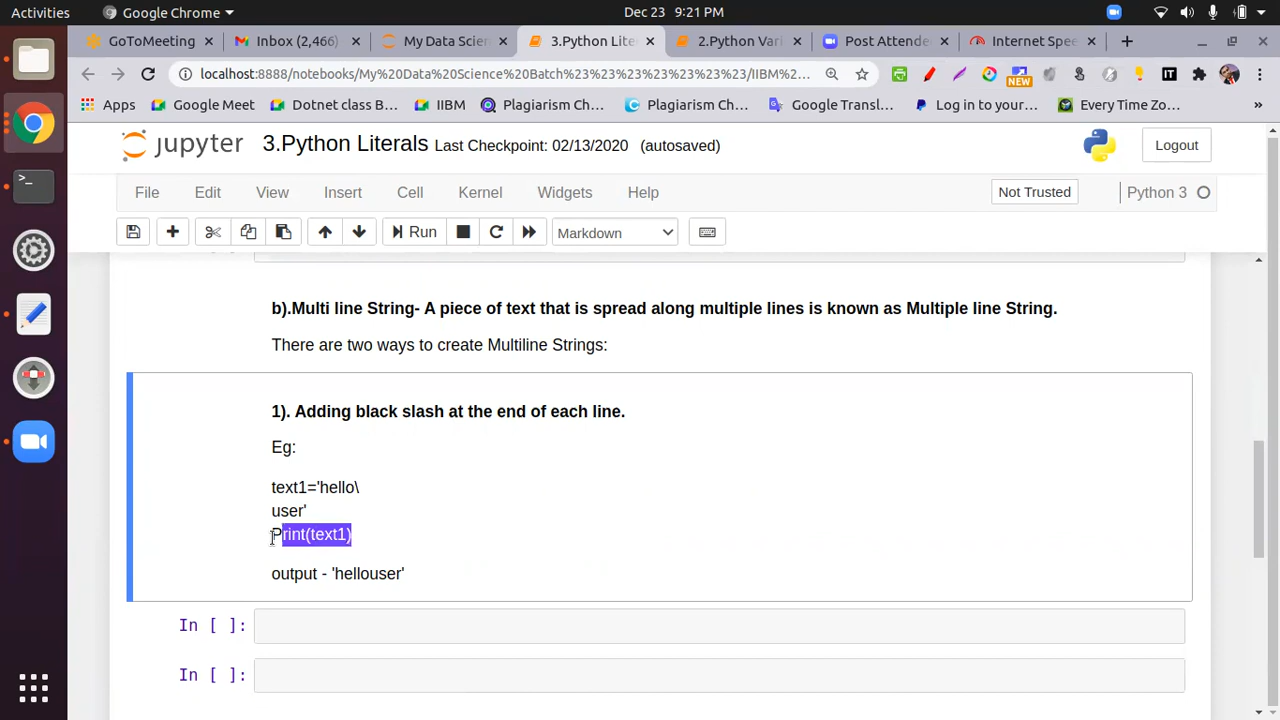 Activities
Google Chrome
Dec 23 9:21 PM
GoToMeeting
Inbox (2,466)
My Data Scien
3.Python Lite
2.Python Vari
Post Attende
Internet Spee
localhost:8888/notebooks/My%20Data%20Science%20Batch%23%23%23%23%23%23/IIBM%2...
NEW
IT
Apps
Google Meet
Dotnet class B...
IIBM
Plagiarism Ch...
Plagiarism Ch...
Google Transl...
Log in to your...
Every Time Zo...
»
jupyter
3.Python Literals
Last Checkpoint: 02/13/2020
(autosaved)
Logout
File
Edit
View
Insert
Cell
Kernel
Widgets
Help
Not Trusted
Python 3
Run
Markdown
b).Multi line String- A piece of text that is spread along multiple lines is known as Multiple line String.
There are two ways to create Multiline Strings:
1). Adding black slash at the end of each line.
Eg:
text1='hello\
user'
Print(text1)
output - 'hellouser'
In [ ]:
In [ ]: